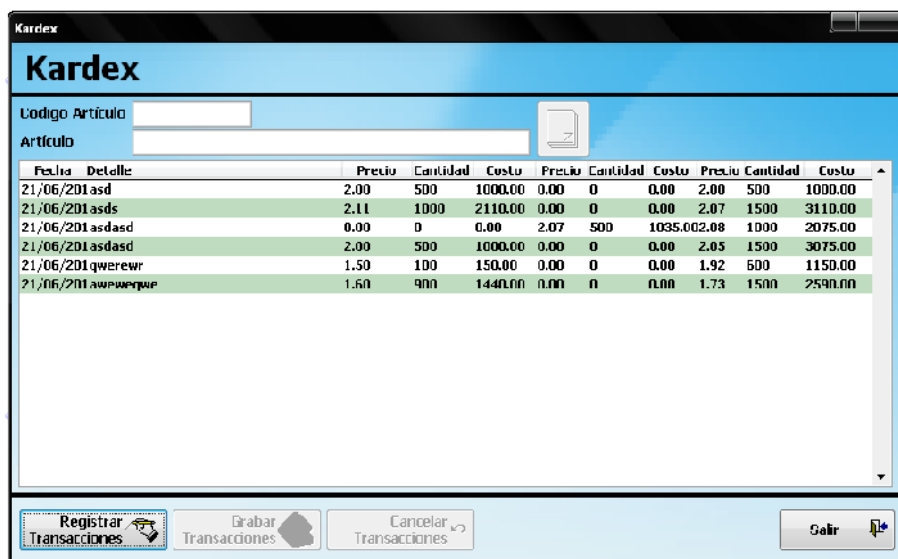 Kardex
Kardex
Codigo Artículo
Artículo
Fecha Detalle Precio Cantidad Costo Precio Cantidad Costo Precio Cantidad Costo
21/06/201 asd 2.00 500 1000.00 0.00 0 0.00 2.00 500 1000.00
21/06/201 asds 2.11 1000 2110.00 0.00 0 0.00 2.07 1500 3110.00
21/06/201 asdasd 0.00 0 0.00 2.07 500 1035.00 2.08 1000 2075.00
21/06/201 asdasd 2.00 500 1000.00 0.00 0 0.00 2.05 1500 3075.00
21/06/201 qwerewr 1.50 100 150.00 0.00 0 0.00 1.92 600 1150.00
21/06/201 awewerqwe 1.60 900 1440.00 0.00 0 0.00 1.73 1500 2590.00
Registrar Transacciones
Grabar Transacciones
Cancelar Transacciones
Salir